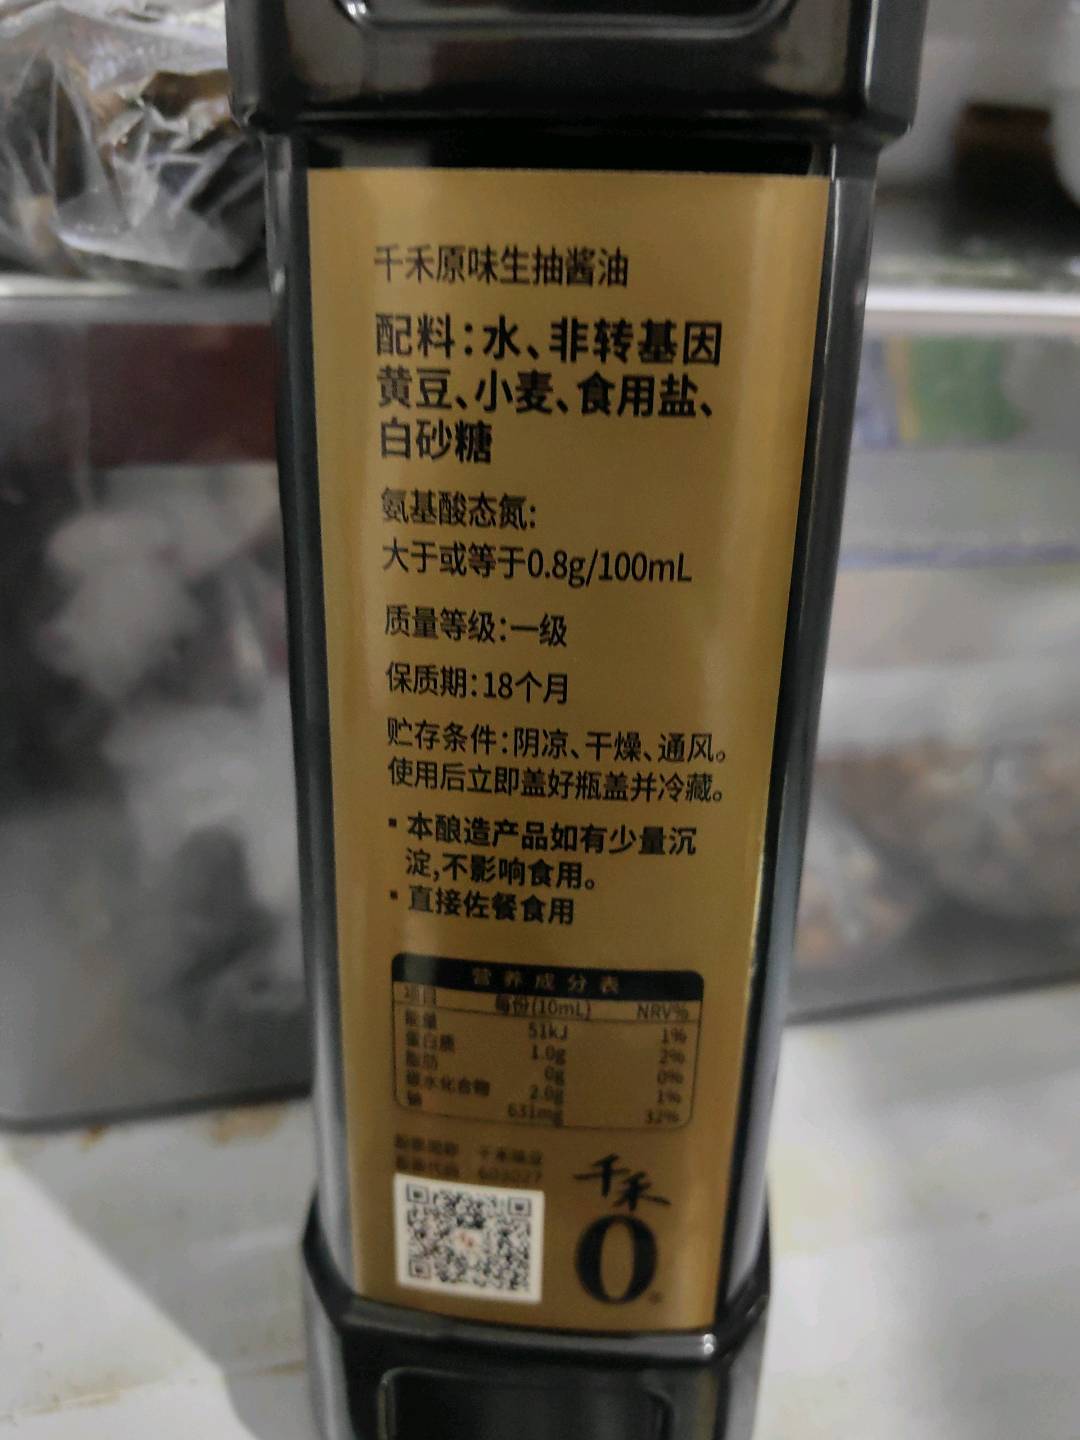 千禾原味生抽酱油
配料：水、非转基因
黄豆、小麦、食用盐、
白砂糖
氨基酸态氮：
大于或等于0.8g/100mL
质量等级：一级
保质期：18个月
贮存条件：阴凉、干燥、通风。
使用后立即盖好瓶盖并冷藏。
▪ 本酿造产品如有少量沉
淀,不影响食用。
▪ 直接佐餐食用
营养成分表
项目 每份(10mL) NRV%
能量 51kJ 1%
蛋白质 1.0g 2%
脂肪 0g 0%
碳水化合物 2.0g 1%
钠 631mg 32%
千禾味业
603027
千禾
0